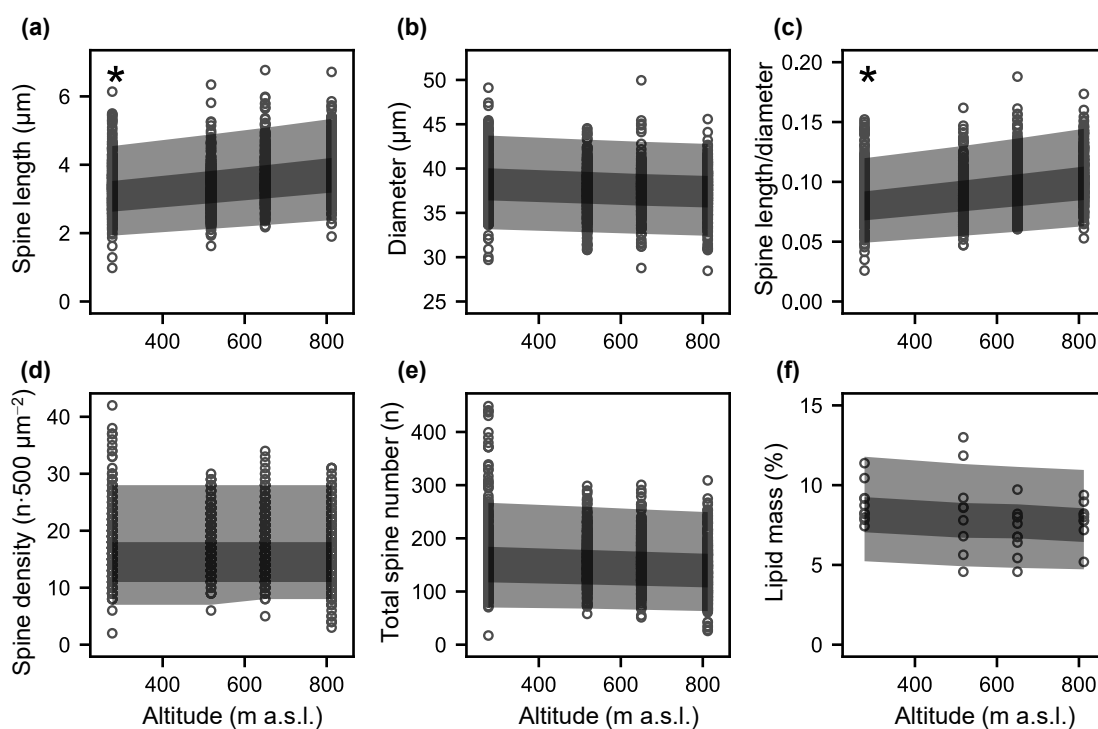 (a)
(b)
(c)
*
*
Spine length (μm)
6
4
2
0
Diameter (μm)
50
45
40
35
30
25
Spine length/diameter
0.20
0.15
0.10
0.05
0.00
400 600 800
400 600 800
400 600 800
(d)
(e)
(f)
Spine density (n·500 μm⁻²)
40
30
20
10
0
Total spine number (n)
400
300
200
100
0
Lipid mass (%)
15
10
5
0
400 600 800
400 600 800
400 600 800
Altitude (m a.s.l.)
Altitude (m a.s.l.)
Altitude (m a.s.l.)